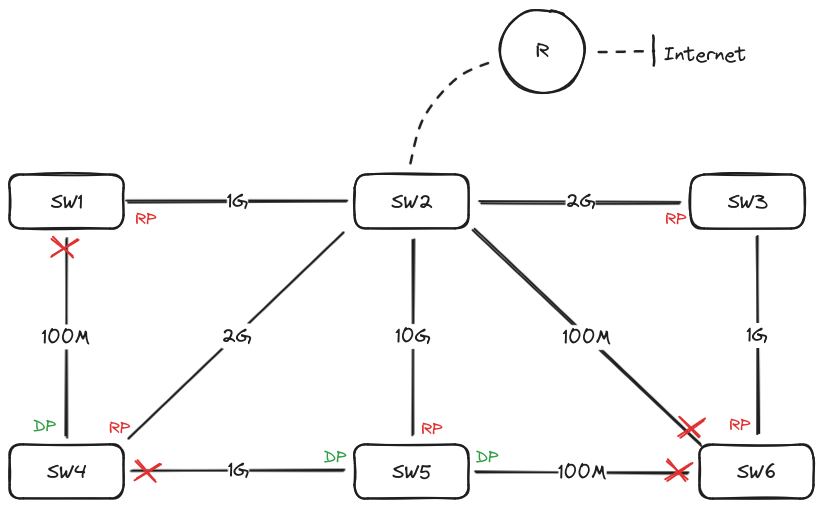 R
Internet
SW1
1G
SW2
2G
SW3
RP
RP
100M
2G
10G
100M
1G
DP
RP
RP
RP
SW4
1G
DP
SW5
DP
100M
SW6